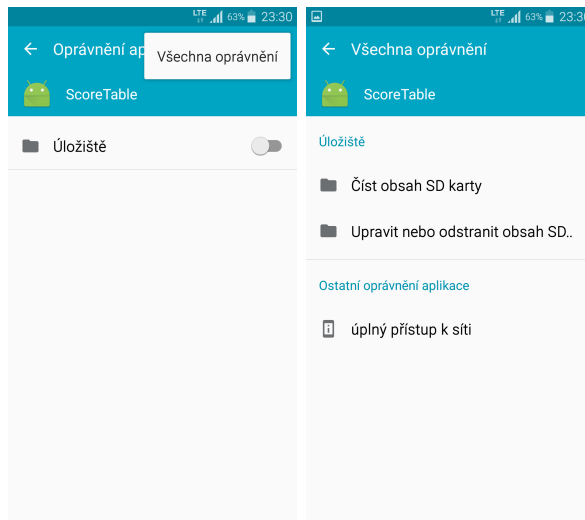 LTE 63% 23:30
Oprávnění ap
Všechna oprávnění
ScoreTable
Úložiště
LTE 63% 23:30
Všechna oprávnění
ScoreTable
Úložiště
Číst obsah SD karty
Upravit nebo odstranit obsah SD..
Ostatní oprávnění aplikace
úplný přístup k síti